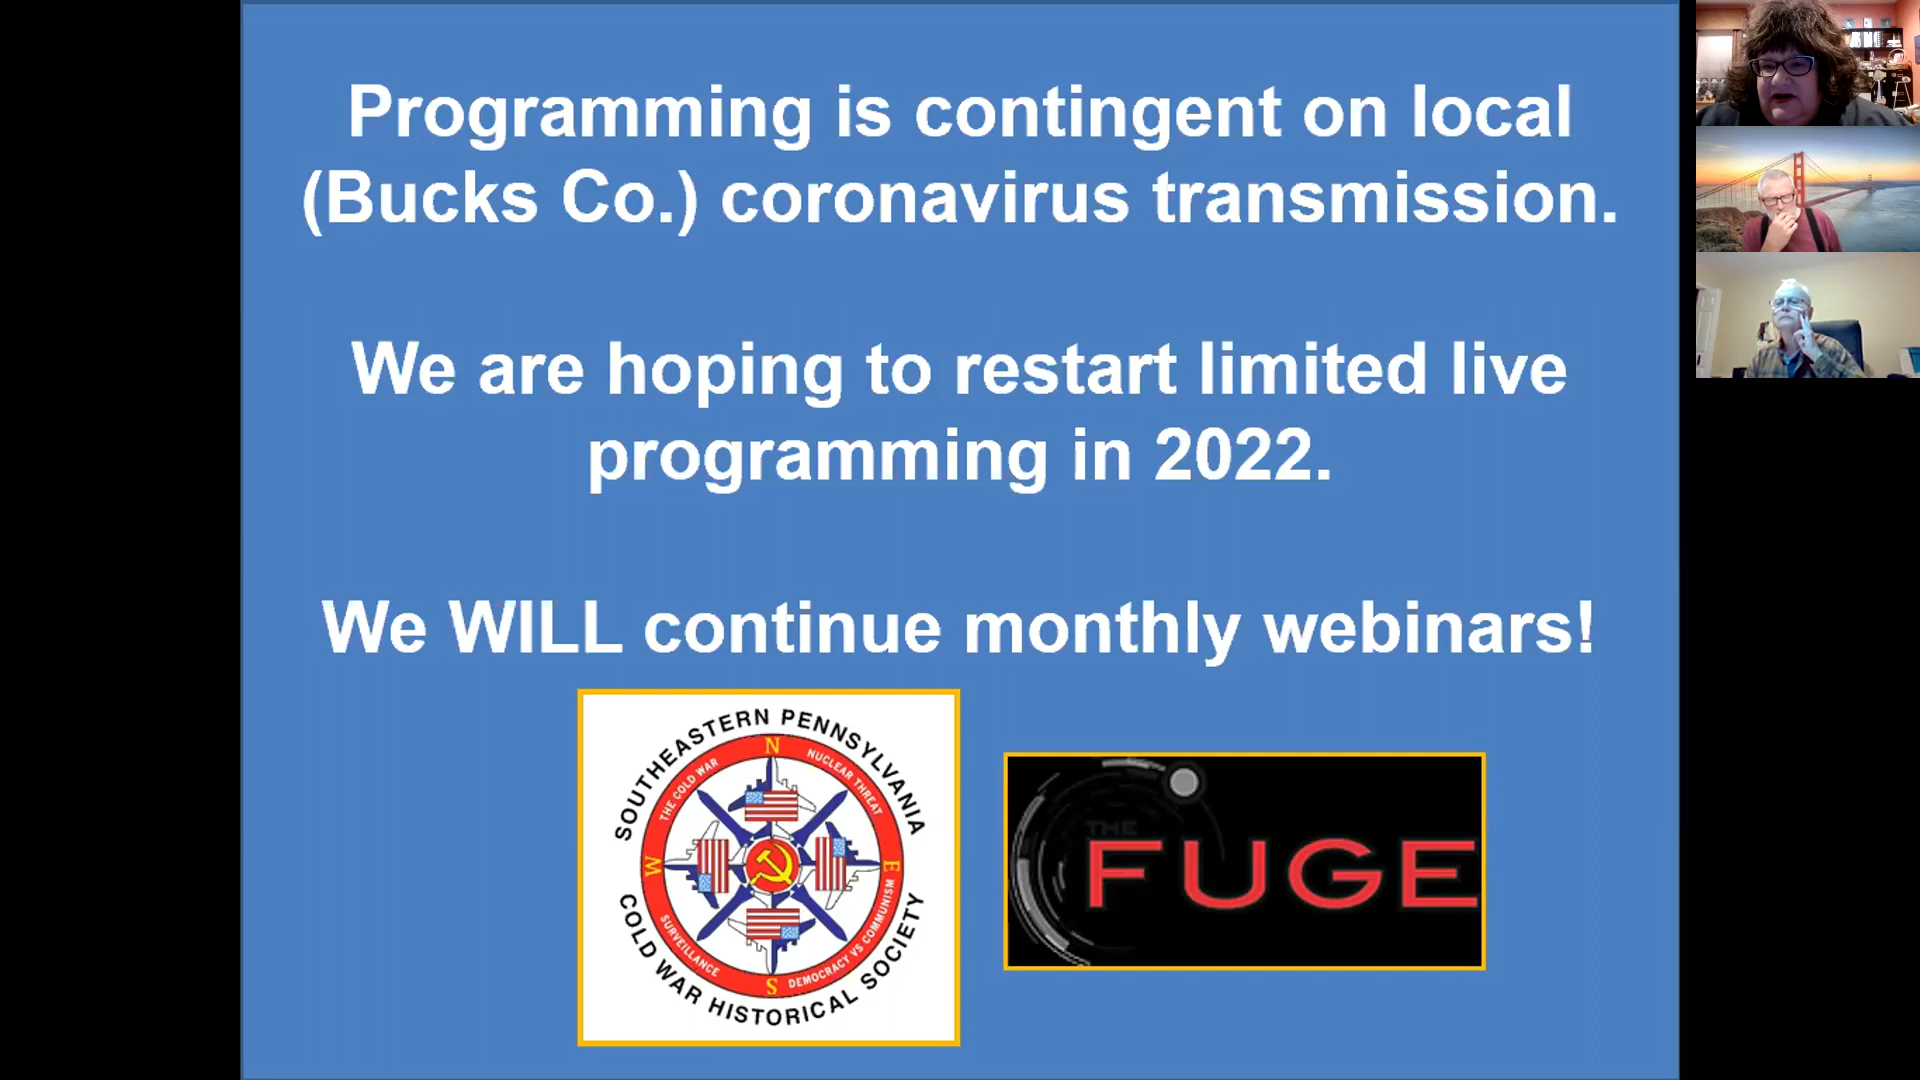 Programming is contingent on local
(Bucks Co.) coronavirus transmission.
We are hoping to restart limited live
programming in 2022.
We WILL continue monthly webinars!
SOUTHEASTERN PENNSYLVANIA
COLD WAR HISTORICAL SOCIETY
N
THE COLD WAR
NUCLEAR THREAT
W
E
SURVEILLANCE
DEMOCRACY VS COMMUNISM
S
THE
FUGE